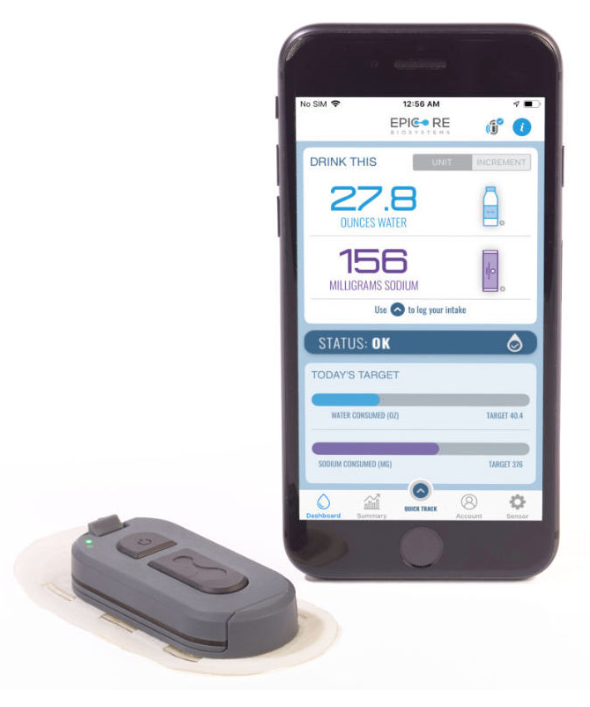 No SIM
12:56 AM
EPIC RE
BIOSYSTEMS
i
DRINK THIS
UNIT
INCREMENT
27.8
OUNCES WATER
156
MILLIGRAMS SODIUM
Use to log your intake
STATUS: OK
TODAY'S TARGET
WATER CONSUMED (OZ)
TARGET 40.4
SODIUM CONSUMED (MG)
TARGET 376
Dashboard
Summary
QUICK TRACK
Account
Sensor